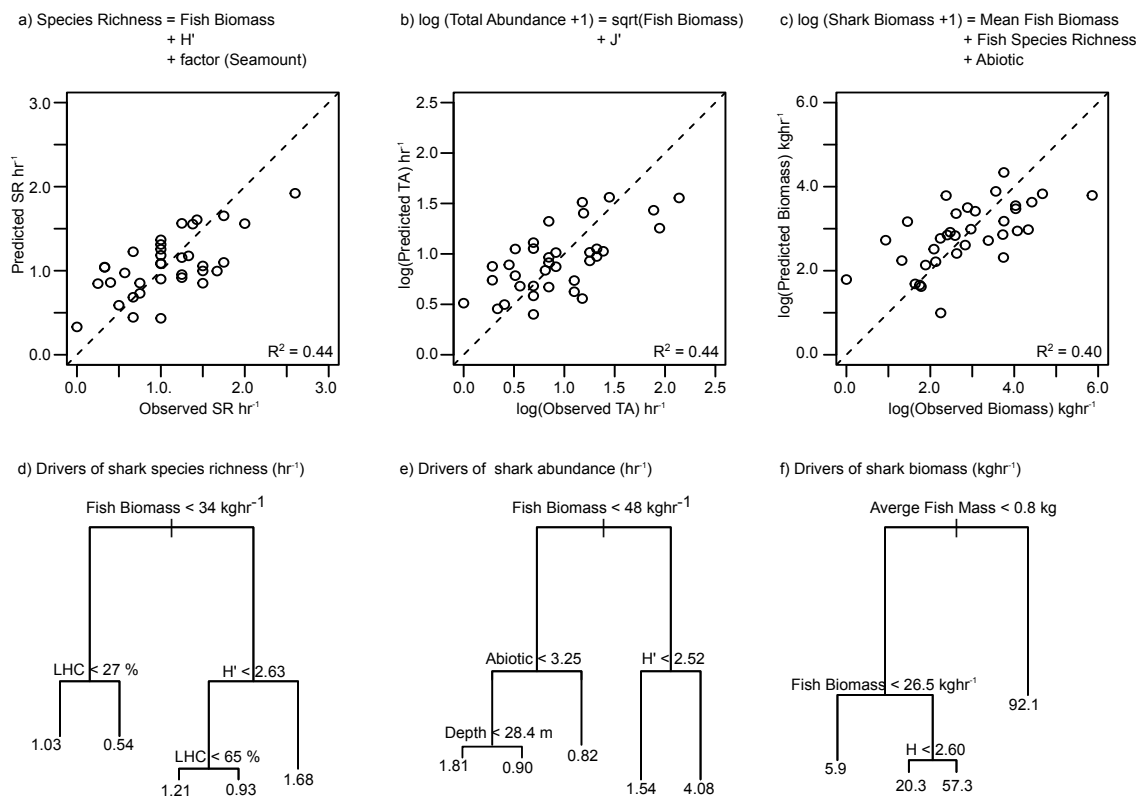 a) Species Richness = Fish Biomass
+ H'
+ factor (Seamount)
b) log (Total Abundance +1) = sqrt(Fish Biomass)
+ J'
c) log (Shark Biomass +1) = Mean Fish Biomass
+ Fish Species Richness
+ Abiotic
Predicted SR hr⁻¹
3.0
2.0
1.0
0.0
R² = 0.44
0.0 1.0. 2.0 3.0
Observed SR hr⁻¹
log(Predicted TA) hr⁻¹
2.5
2.0
1.5
1.0
0.5
0.0
R² = 0.44
0.0 0.5 1.0 1.5 2.0 2.5
log(Observed TA) hr⁻¹
log(Predicted Biomass) kghr⁻¹
6.0
4.0
2.0
0.0
R² = 0.40
0.0 2.0 4.0 6.0
log(Observed Biomass) kghr⁻¹
d) Drivers of shark species richness (hr⁻¹)
Fish Biomass < 34 kghr⁻¹
LHC < 27 %
H' < 2.63
1.03 0.54
LHC < 65 %
1.21 0.93 1.68
e) Drivers of shark abundance (hr⁻¹)
Fish Biomass < 48 kghr⁻¹
Abiotic < 3.25
H' < 2.52
Depth < 28.4 m
1.81 0.90 0.82
1.54 4.08
f) Drivers of shark biomass (kghr⁻¹)
Averge Fish Mass < 0.8 kg
Fish Biomass < 26.5 kghr⁻¹
92.1
H < 2.60
5.9 20.3 57.3